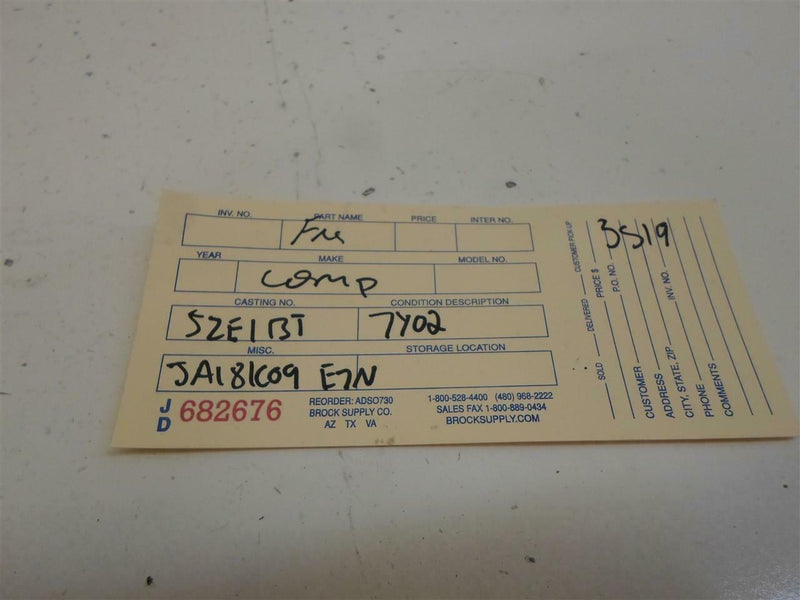 INV. NO. PART NAME PRICE INTER NO.
YEAR MAKE MODEL NO.
comp
CASTING NO. CONDITION DESCRIPTION
5ZE1BT 7Y02
MISC. STORAGE LOCATION
JA181C09 E7N
JD 682676
REORDER: ADSO730
BROCK SUPPLY CO.
AZ TX VA
1-800-528-4400 (480) 968-2222
SALES FAX 1-800-889-0434
BROCKSUPPLY.COM
SOLD DELIVERED CUSTOMER PICK-UP
PRICE $
P.O. NO.
3519
CUSTOMER
ADDRESS
CITY, STATE, ZIP INV. NO.
PHONE
COMMENTS